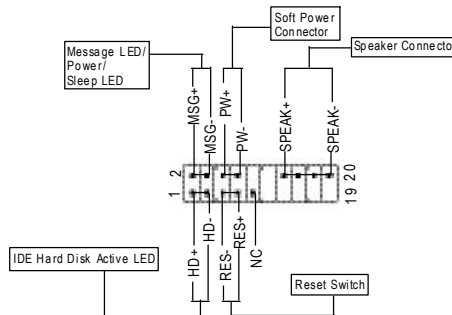 Soft Power
Connector
Message LED/
Power/
Sleep LED
Speaker Connecto
MSG+
MSG-
PW+
PW-
SPEAK+
SPEAK-
2
1
20
19
HD+
HD-
RES-
RES+
NC
IDE Hard Disk Active LED
Reset Switch